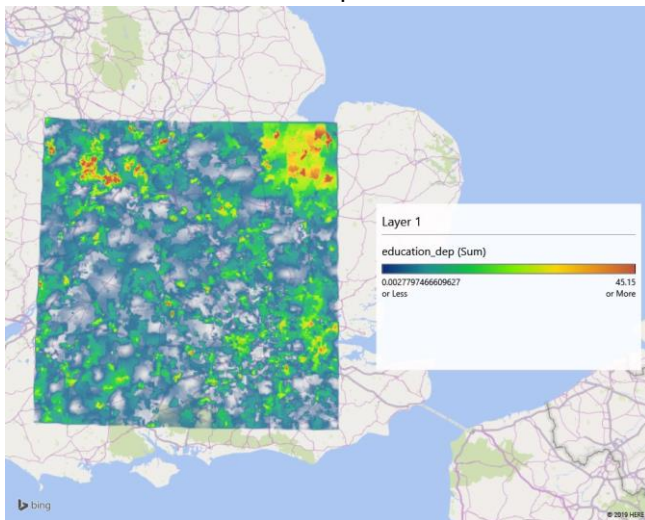 Layer 1
education_dep (Sum)
0.0027797466609627 45.15
or Less or More
bing
© 2019 HERE